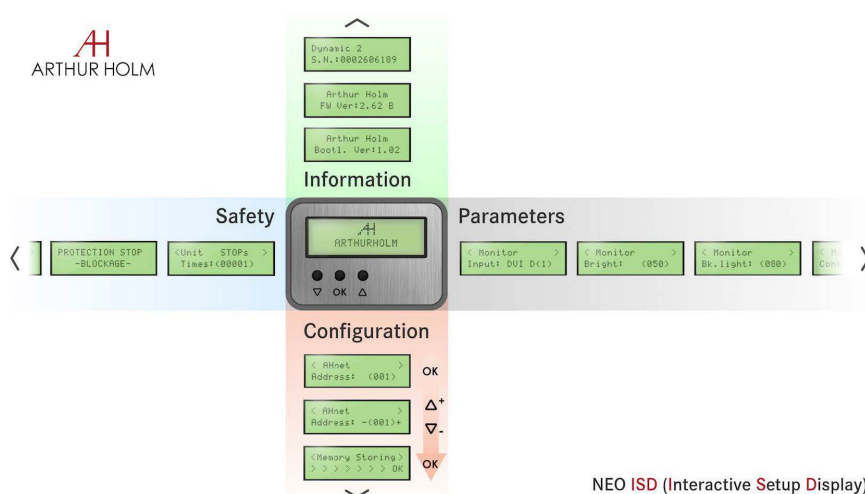 AH
ARTHUR HOLM
Dynamic 2
S.N.:0002606189
Arthur Holm
FW Ver:2.62 B
Arthur Holm
Bootl. Ver:1.02
Information
Safety
Parameters
PROTECTION STOP
-BLOCKAGE-
<Unit STOPs >
Times:(00001)
AH
ARTHURHOLM
OK
< Monitor >
Input: DVI D(1)
< Monitor >
Bright: (050)
< Monitor >
Bk.light: (080)
Configuration
< AHnet >
Address: (001)
OK
< AHnet >
Address: -(001)+
+
-
<Memory Storing>
> > > > > > > OK
OK
NEO ISD (Interactive Setup Display)